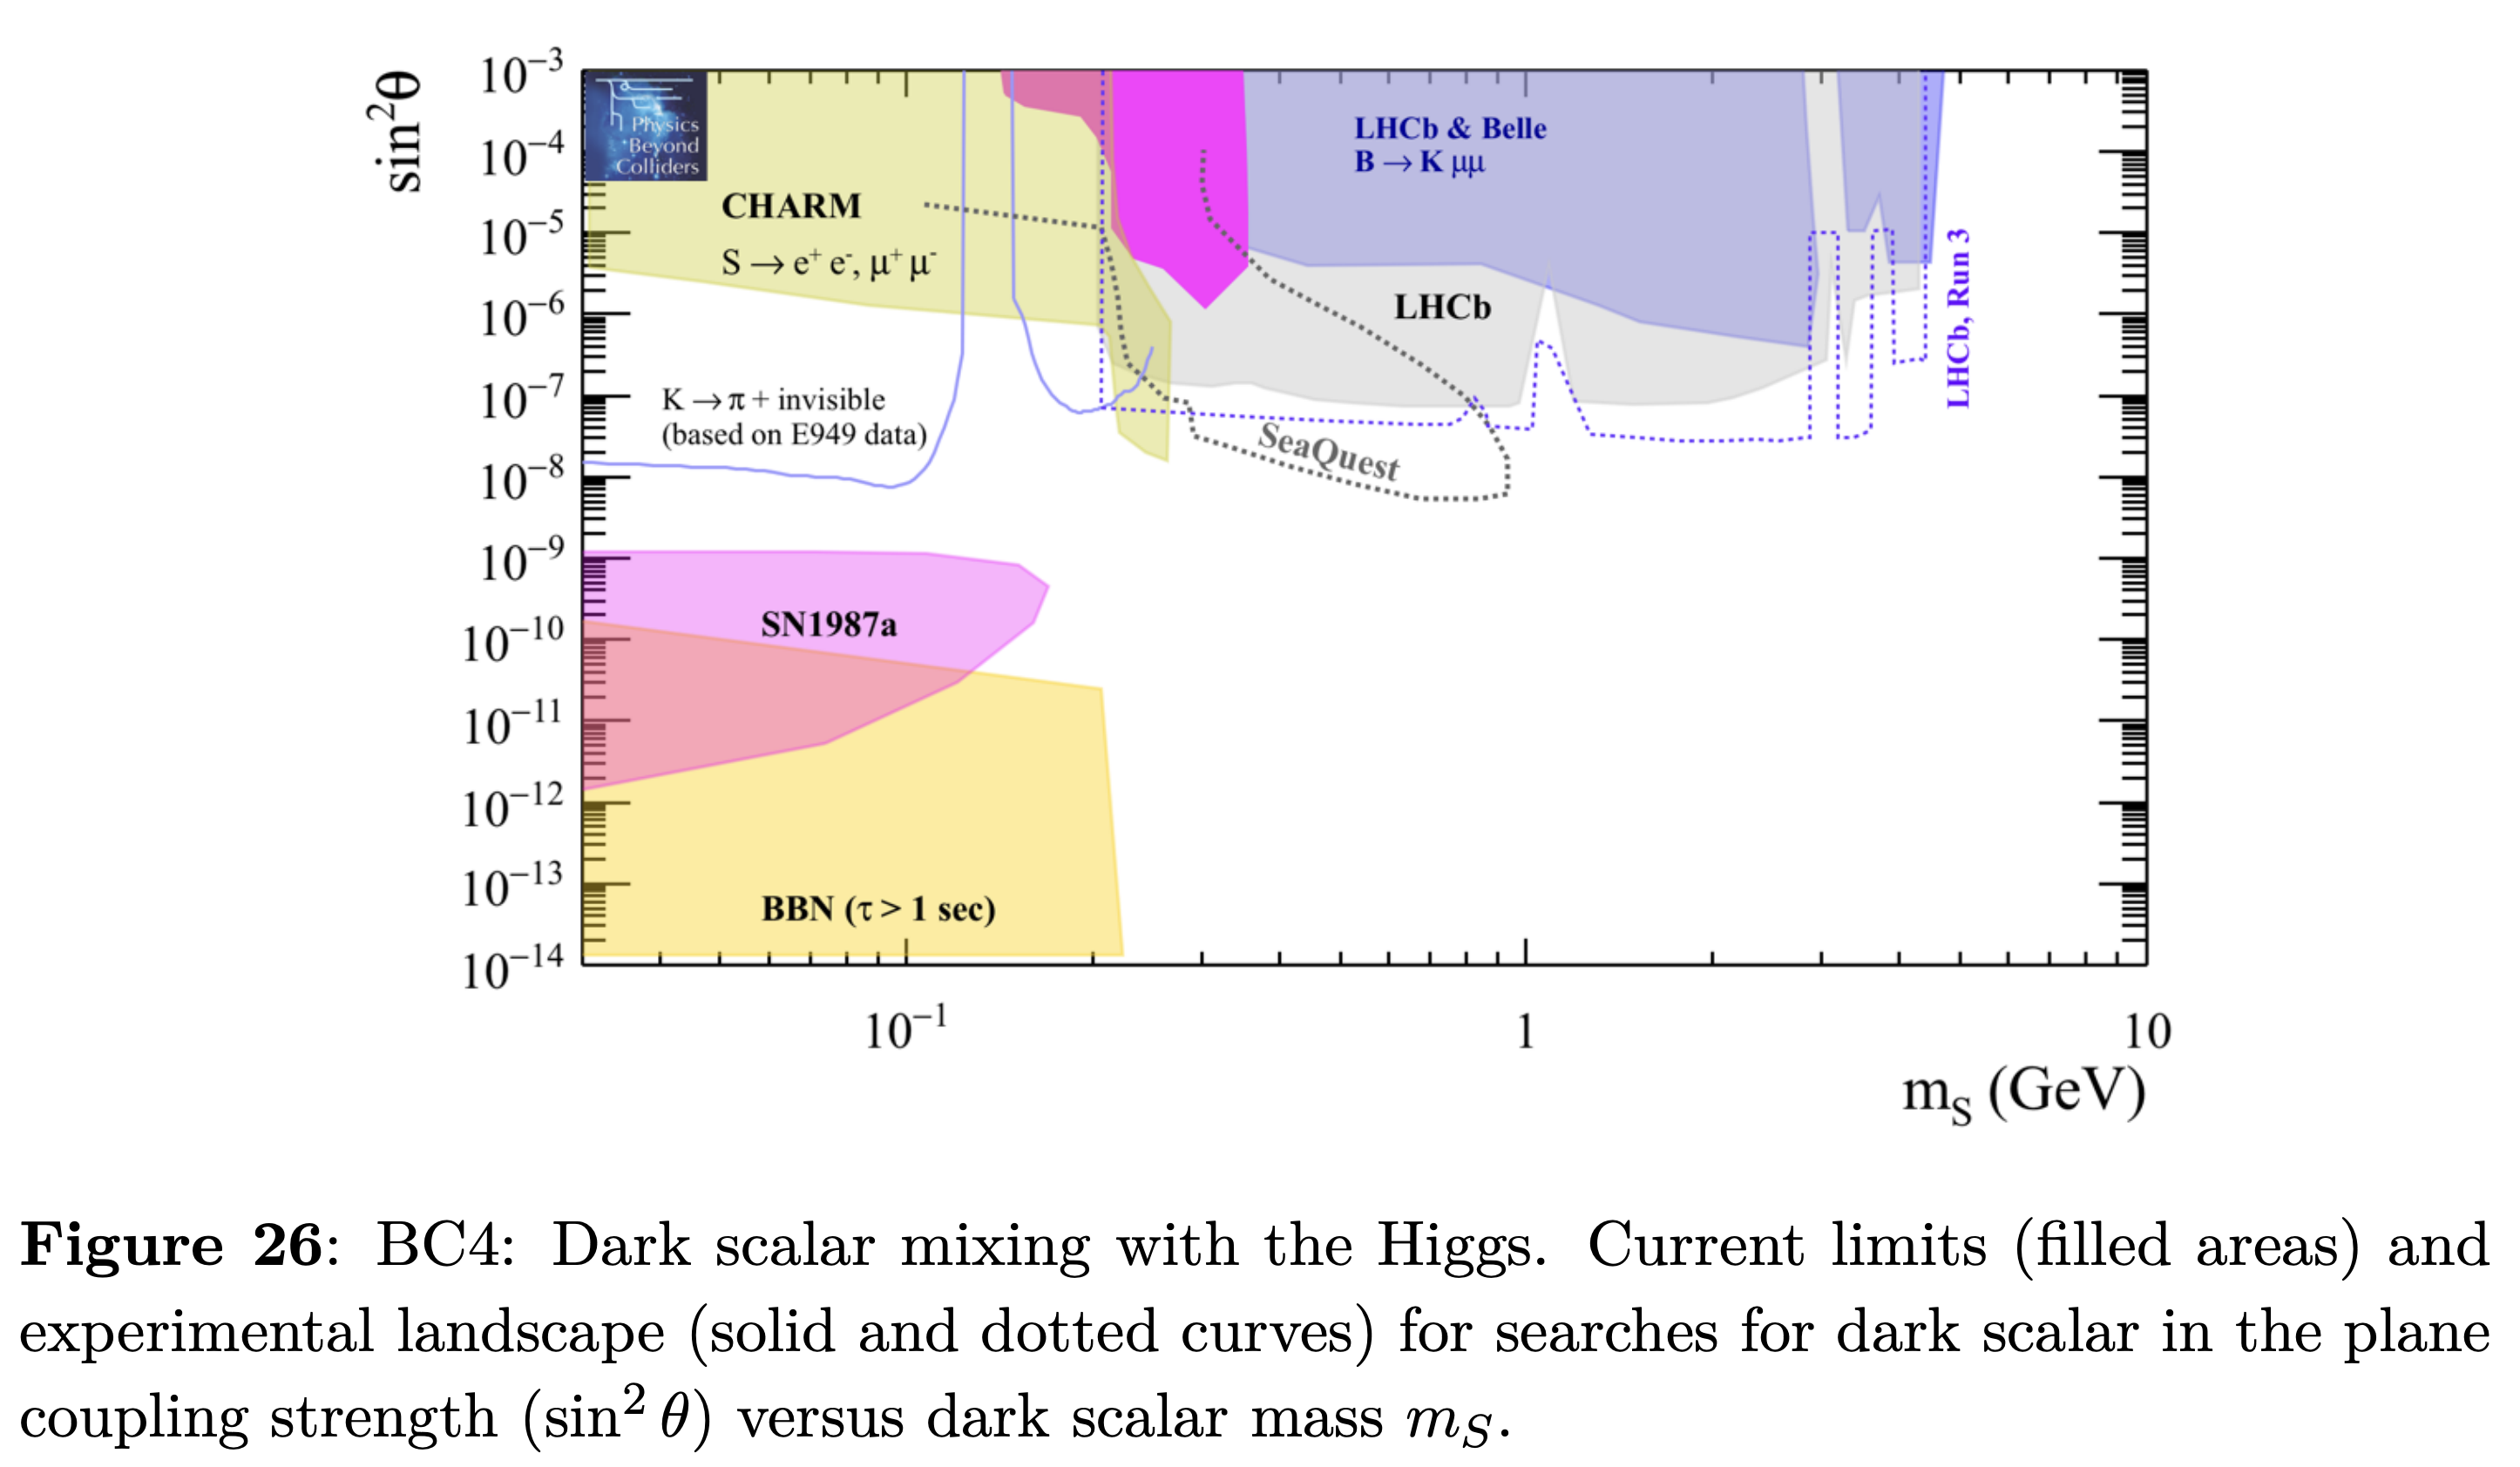 sin²θ
10⁻³
10⁻⁴
10⁻⁵
10⁻⁶
10⁻⁷
10⁻⁸
10⁻⁹
10⁻¹⁰
10⁻¹¹
10⁻¹²
10⁻¹³
10⁻¹⁴
Physics
Beyond
Colliders
CHARM
S → e⁺ e⁻, μ⁺ μ⁻
LHCb & Belle
B → K μμ
LHCb
LHCb, Run 3
K → π + invisible
(based on E949 data)
SeaQuest
SN1987a
BBN (τ > 1 sec)
10⁻¹
1
10
m_S (GeV)
Figure 26: BC4: Dark scalar mixing with the Higgs. Current limits (filled areas) and
experimental landscape (solid and dotted curves) for searches for dark scalar in the plane
coupling strength (sin² θ) versus dark scalar mass m_S.